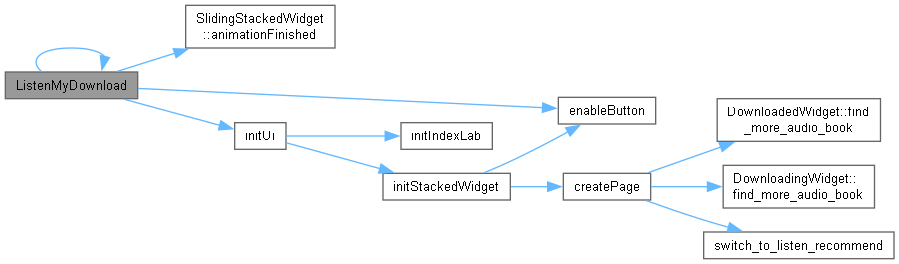 SlidingStackedWidget
::animationFinished
ListenMyDownload
enableButton
initUi
initIndexLab
initStackedWidget
createPage
DownloadedWidget::find
_more_audio_book
DownloadingWidget::
find_more_audio_book
switch_to_listen_recommend